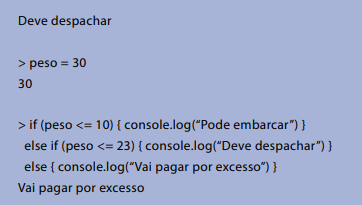 Deve despachar
> peso = 30
30
> if (peso <= 10) { console.log(“Pode embarcar”) }
else if (peso <= 23) { console.log(“Deve despachar”) }
else { console.log(“Vai pagar por excesso”) }
Vai pagar por excesso